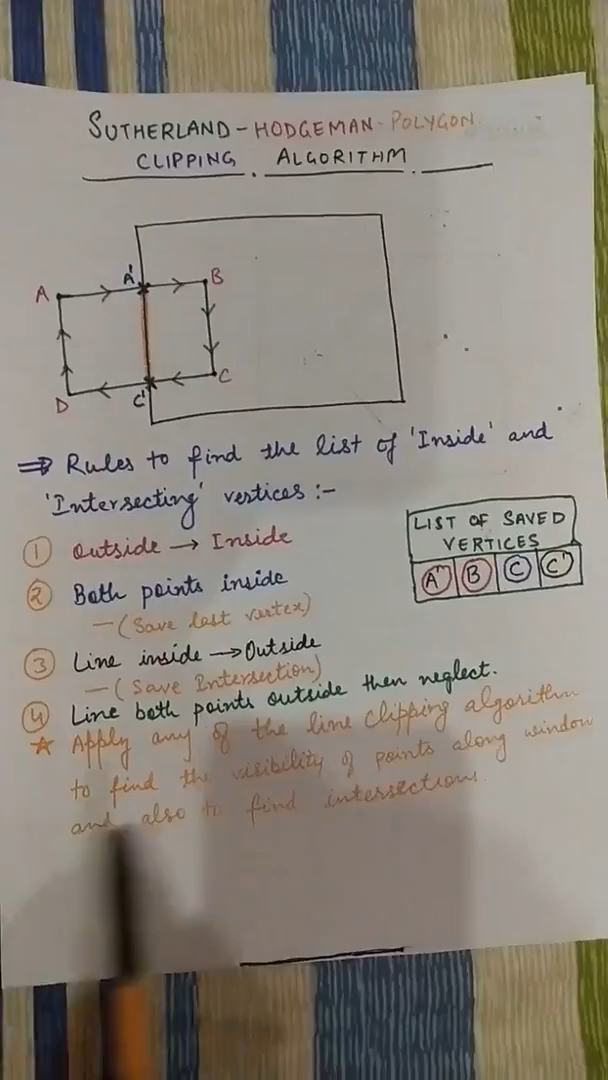 SUTHERLAND-HODGEMAN-POLYGON
CLIPPING ALGORITHM
A
A'
B
C
C'
D
⇒ Rules to find the list of 'Inside' and
'Intersecting' vertices :-
① Outside → Inside
② Both points inside
—(Save last vertex)
③ Line inside → Outside
—(Save Intersection)
④ Line both points outside then neglect.
☆ Apply any of the line clipping algorithm
to find the visibility of points along window
and also to find intersections.
LIST OF SAVED
VERTICES
A' B C C'